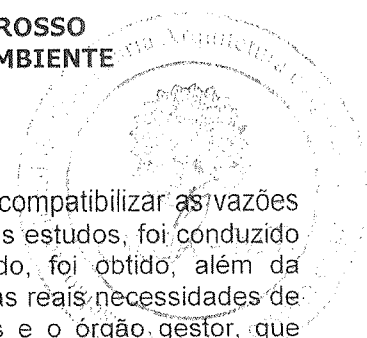 ROSSO
MBIENTE
compatibilizar as vazões
s estudos, foi conduzido
do, foi obtido, além da
as reais necessidades de
s e o órgão gestor, que